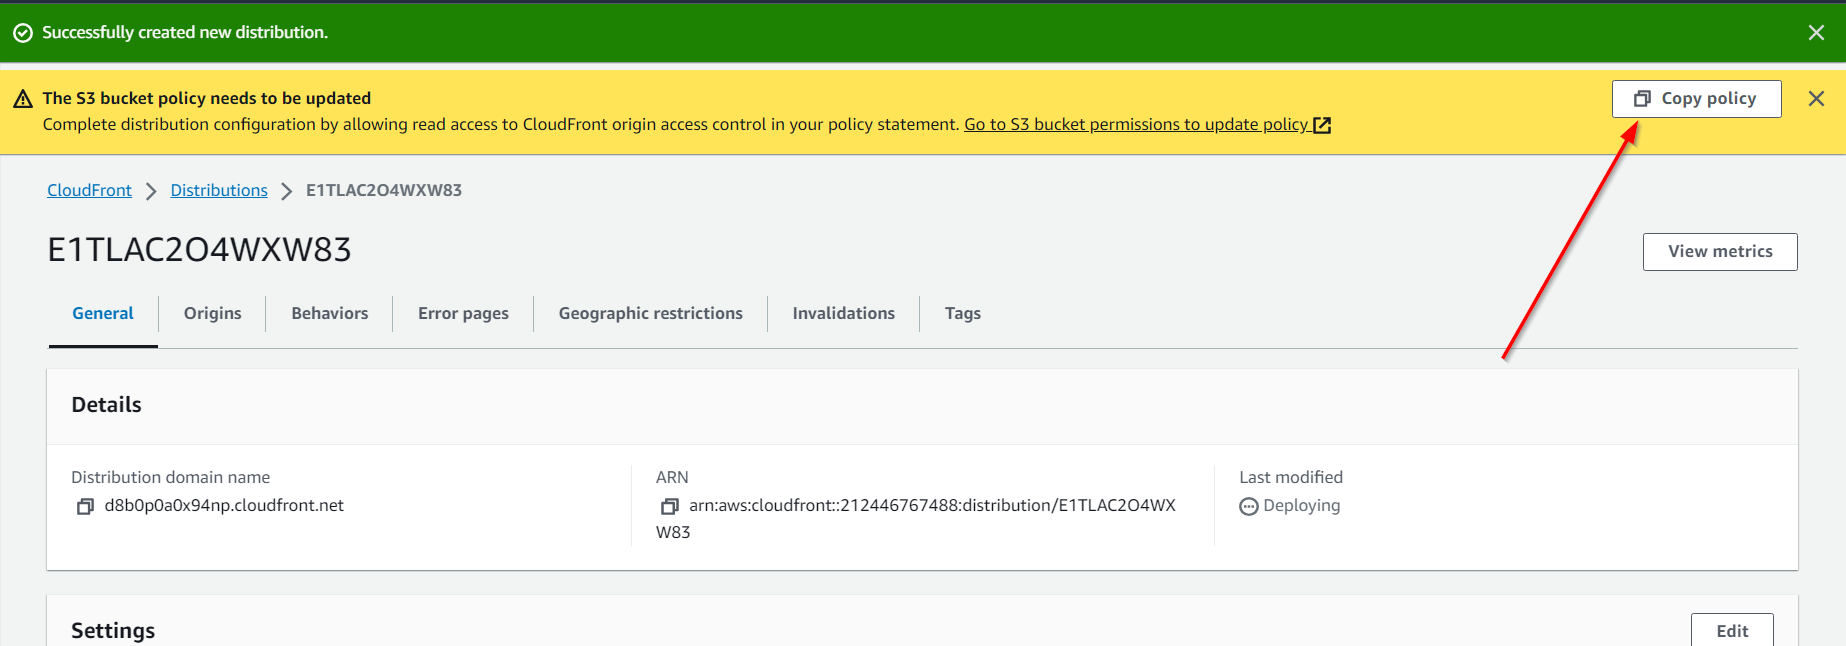 Successfully created new distribution.
The S3 bucket policy needs to be updated
Copy policy
Complete distribution configuration by allowing read access to CloudFront origin access control in your policy statement. Go to S3 bucket permissions to update policy
CloudFront > Distributions > E1TLAC2O4WXW83
E1TLAC2O4WXW83
View metrics
General Origins Behaviors Error pages Geographic restrictions Invalidations Tags
Details
Distribution domain name
d8b0p0a0x94np.cloudfront.net
ARN
arn:aws:cloudfront::212446767488:distribution/E1TLAC2O4WX
W83
Last modified
Deploying
Settings
Edit